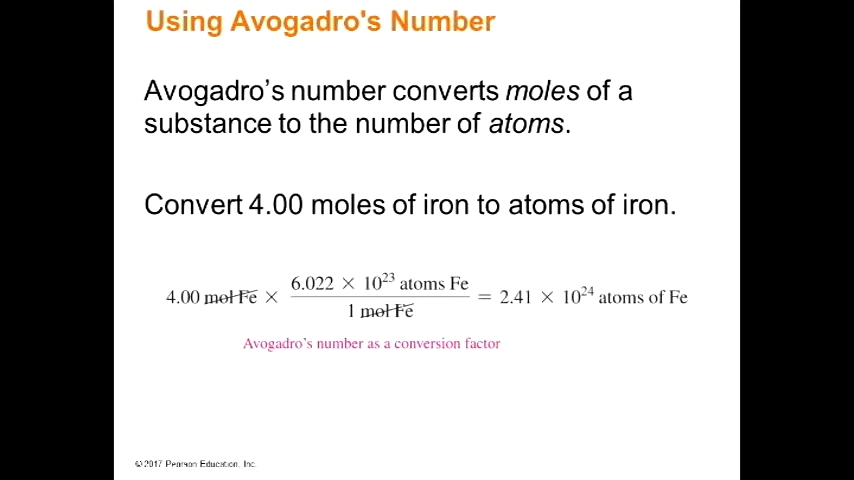 Using Avogadro's Number
Avogadro's number converts moles of a
substance to the number of atoms.
Convert 4.00 moles of iron to atoms of iron.
4.00 mol Fe × 6.022 × 10²³ atoms Fe / 1 mol Fe = 2.41 × 10²⁴ atoms of Fe
Avogadro's number as a conversion factor
© 2017 Pearson Education, Inc.